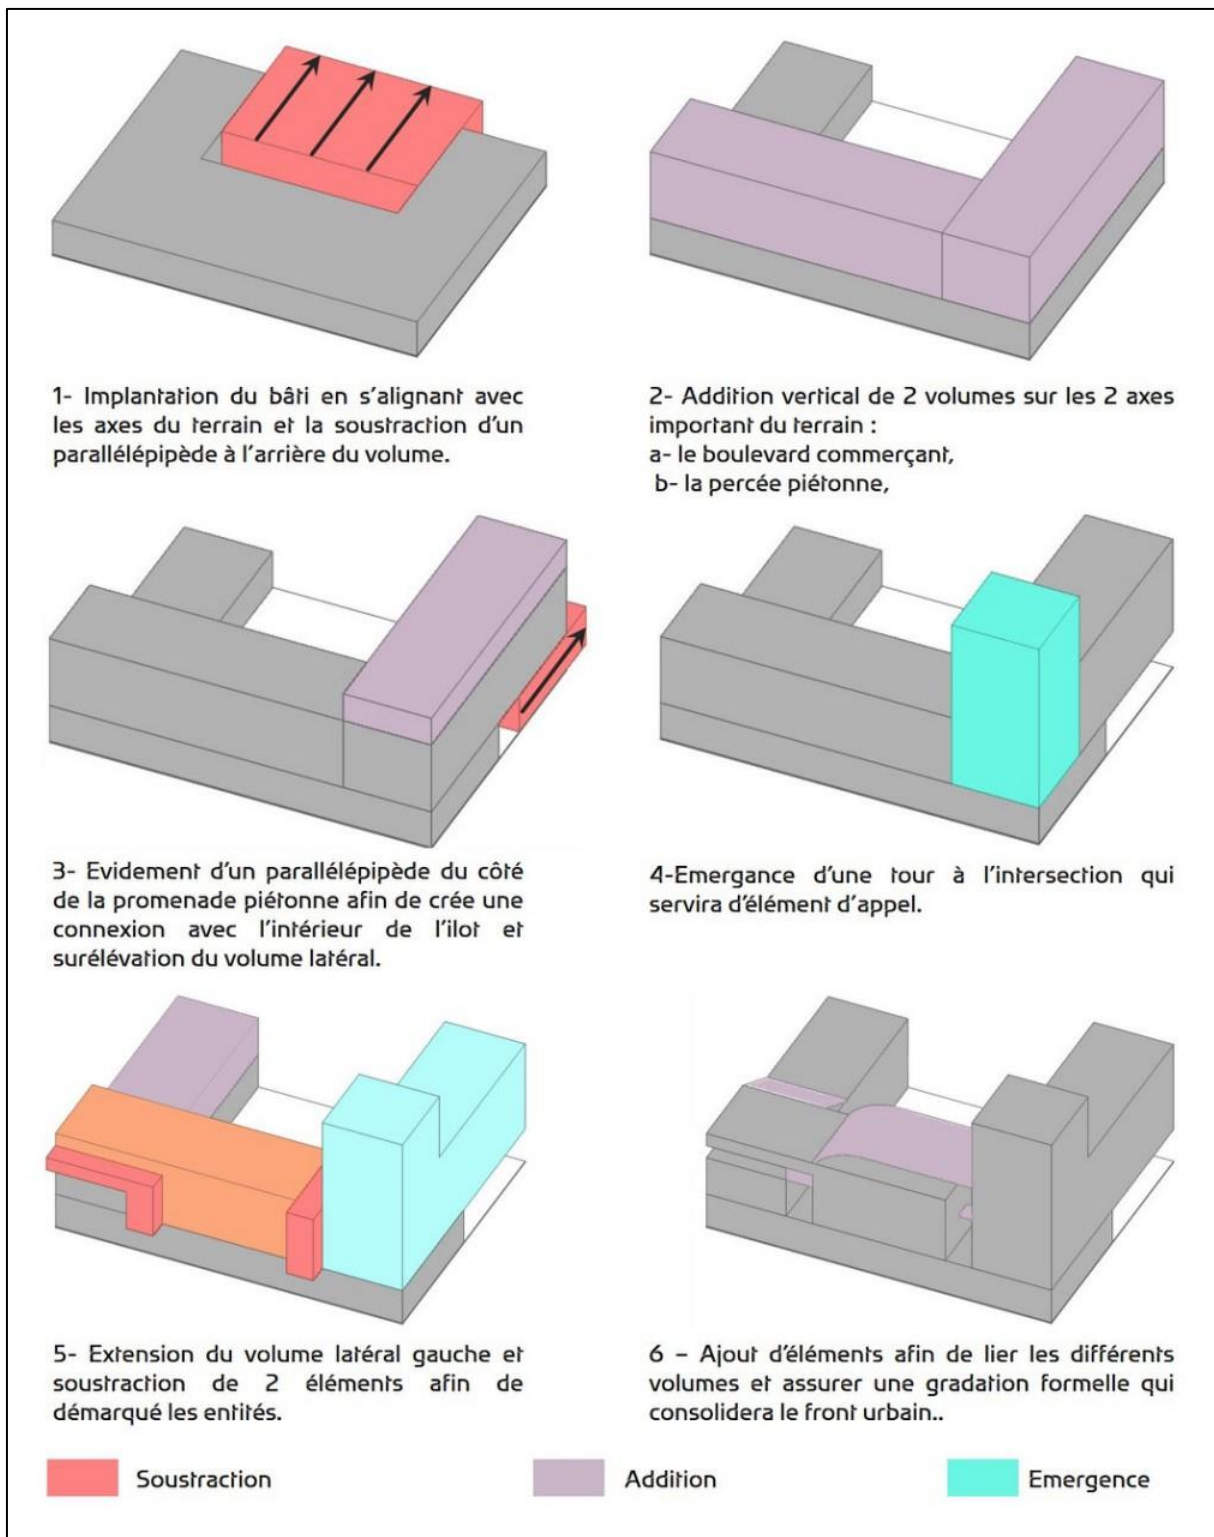 1- Implantation du bâti en s'alignant avec
les axes du terrain et la soustraction d'un
parallélépipède à l'arrière du volume.
2- Addition vertical de 2 volumes sur les 2 axes
important du terrain :
a- le boulevard commerçant,
b- la percée piétonne,
3- Evidement d'un parallélépipède du côté
de la promenade piétonne afin de crée une
connexion avec l'intérieur de l'ilot et
surélévation du volume latéral.
4-Emergance d'une tour à l'intersection qui
servira d'élément d'appel.
5- Extension du volume latéral gauche et
soustraction de 2 éléments afin de
démarqué les entités.
6 – Ajout d'éléments afin de lier les différents
volumes et assurer une gradation formelle qui
consolidera le front urbain..
Soustraction
Addition
Emergence